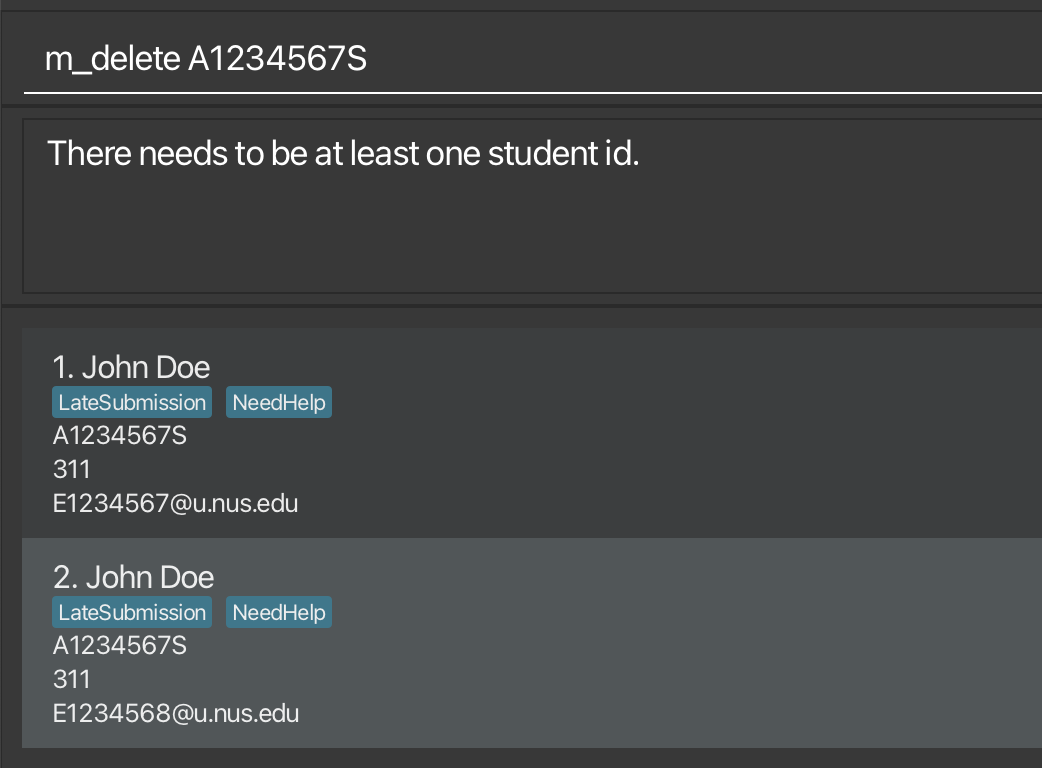 m_delete A1234567S
There needs to be at least one student id.
1. John Doe
LateSubmission NeedHelp
A1234567S
311
E1234567@u.nus.edu
2. John Doe
LateSubmission NeedHelp
A1234567S
311
E1234568@u.nus.edu